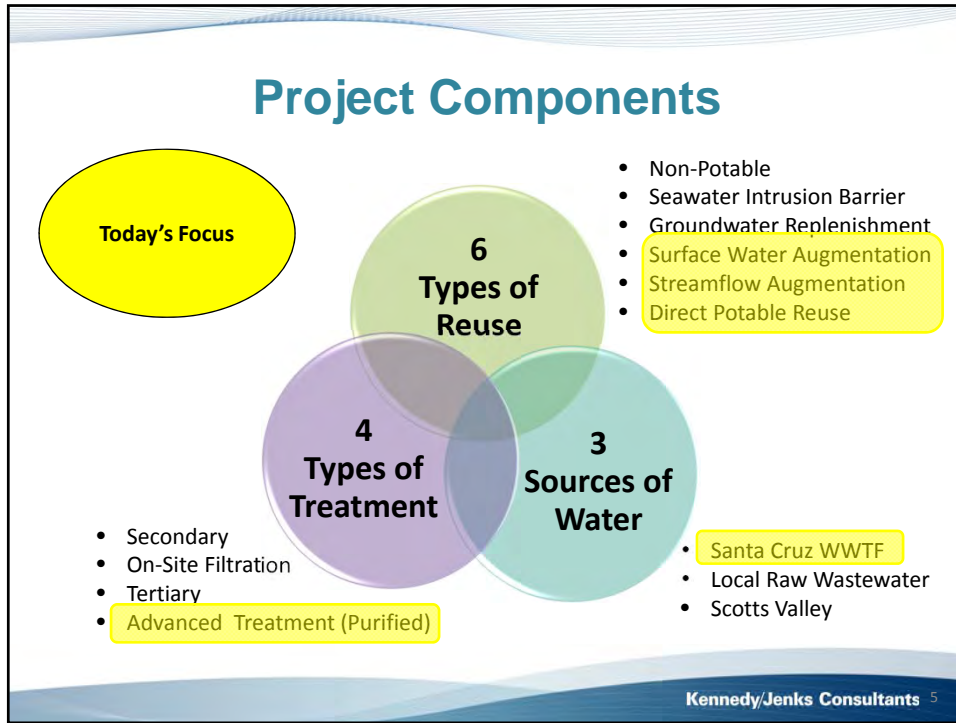 Project Components
Today's Focus
• Non-Potable
• Seawater Intrusion Barrier
• Groundwater Replenishment
• Surface Water Augmentation
• Streamflow Augmentation
• Direct Potable Reuse
6
Types of
Reuse
4
Types of
Treatment
3
Sources of
Water
• Secondary
• On-Site Filtration
• Tertiary
• Advanced Treatment (Purified)
• Santa Cruz WWTF
• Local Raw Wastewater
• Scotts Valley
Kennedy/Jenks Consultants 5